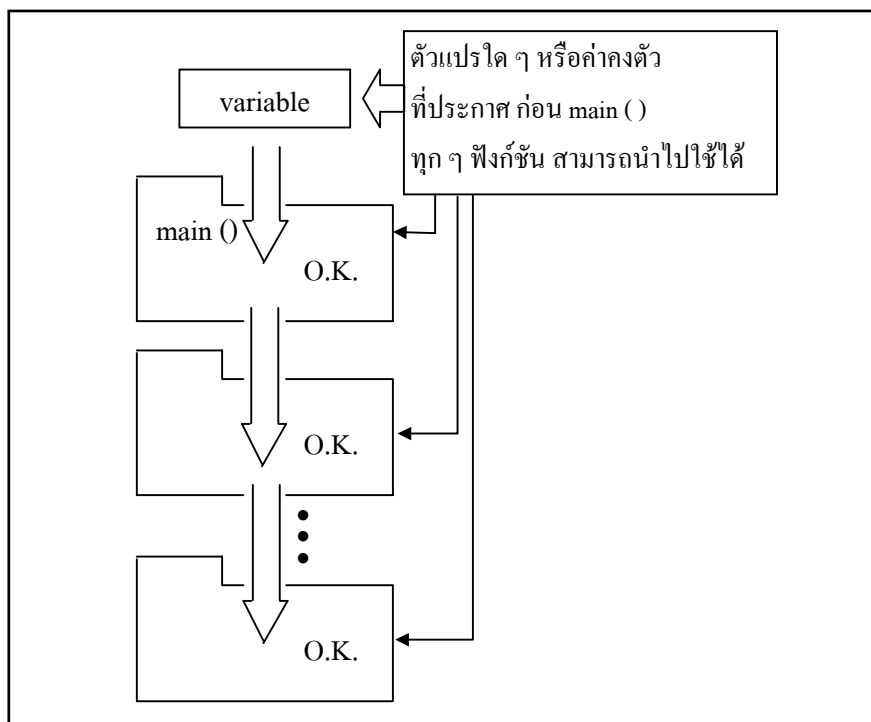 variable
ตัวแปรใด ๆ หรือค่าคงตัว
ที่ประกาศ ก่อน main ( )
ทุก ๆ ฟังก์ชัน สามารถนำไปใช้ได้
main ()
O.K.
O.K.
O.K.